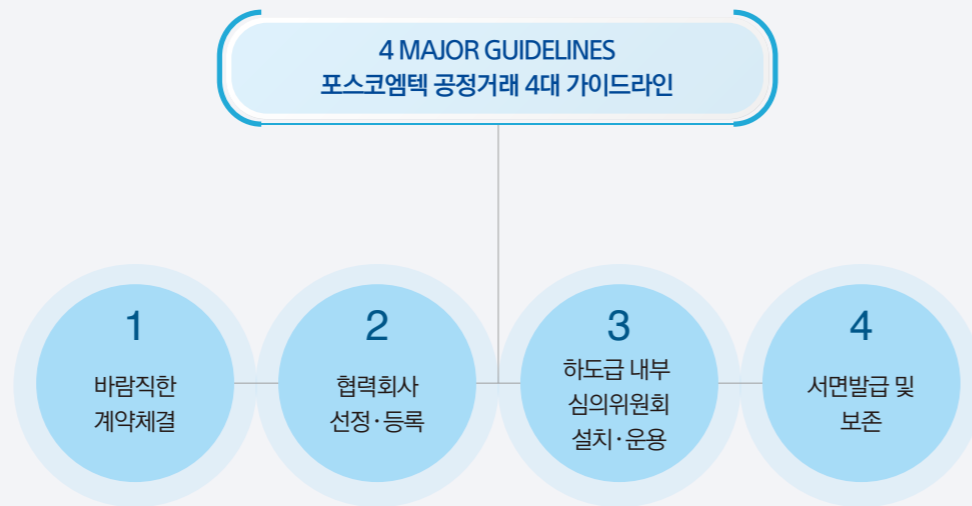 4 MAJOR GUIDELINES
포스코엠텍 공정거래 4대 가이드라인
1
바람직한
계약체결
2
협력회사
선정·등록
3
하도급 내부
심의위원회
설치·운용
4
서면발급 및
보존